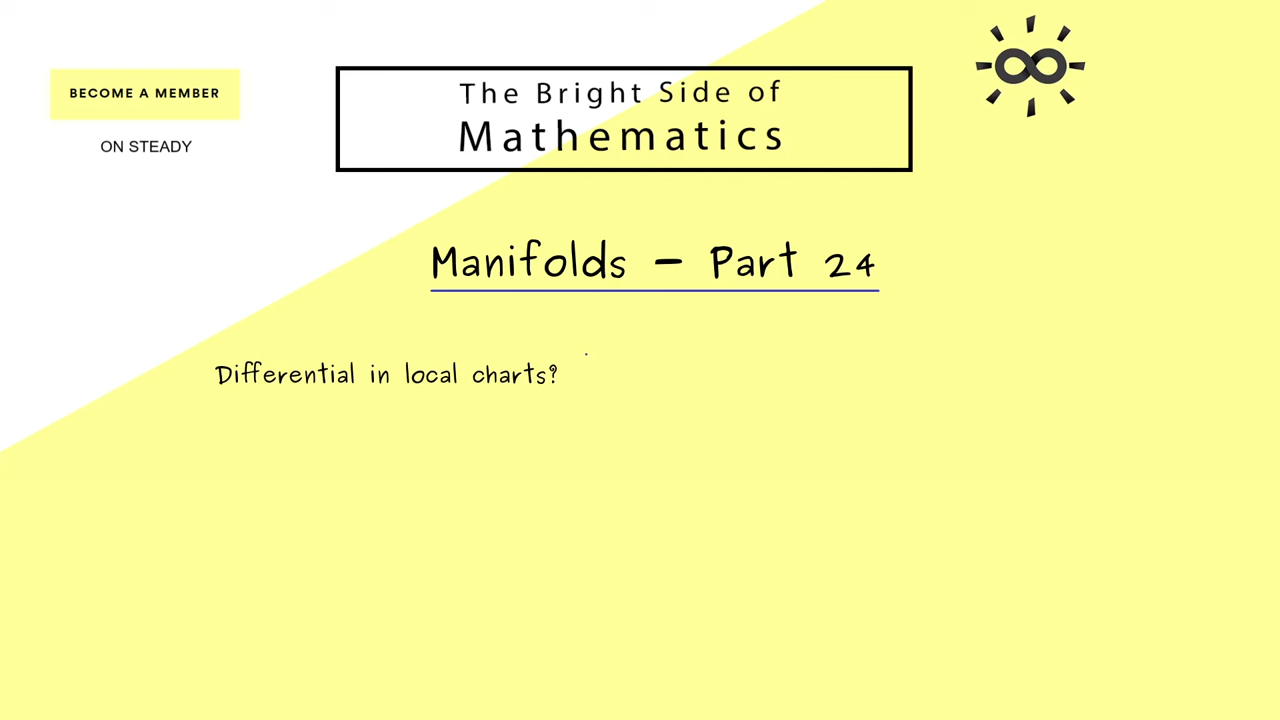 BECOME A MEMBER
ON STEADY
The Bright Side of
Mathematics
Manifolds - Part 24
Differential in local charts?